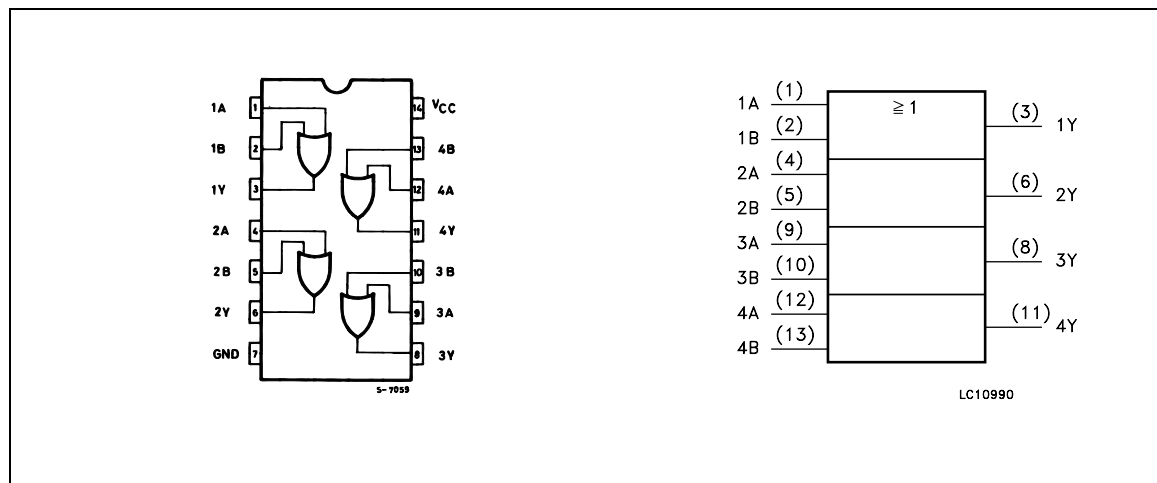 1A 1 14 VCC
1B 2 13 4B
1Y 3 12 4A
2A 4 11 4Y
2B 5 10 3B
2Y 6 9 3A
GND 7 8 3Y
S-7059
≧1
1A (1)
1B (2)
2A (4)
2B (5)
3A (9)
3B (10)
4A (12)
4B (13)
(3) 1Y
(6) 2Y
(8) 3Y
(11) 4Y
LC10990